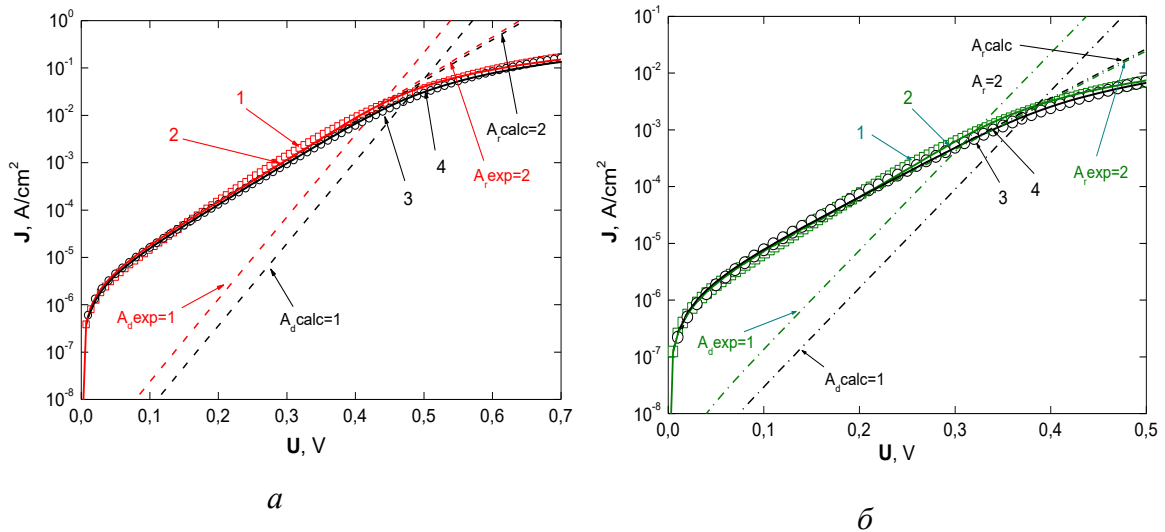 10^0
10^-1
10^-2
10^-3
10^-4
10^-5
10^-6
10^-7
10^-8
J, A/cm^2
0,0 0,1 0,2 0,3 0,4 0,5 0,6 0,7
U, V
1
2
3
4
A_r calc=2
A_r exp=2
A_d exp=1
A_d calc=1
а
10^-1
10^-2
10^-3
10^-4
10^-5
10^-6
10^-7
10^-8
J, A/cm^2
0,0 0,1 0,2 0,3 0,4 0,5
U, V
A_r calc
A_r=2
2
1
3
4
A_r exp=2
A_d exp=1
A_d calc=1
б